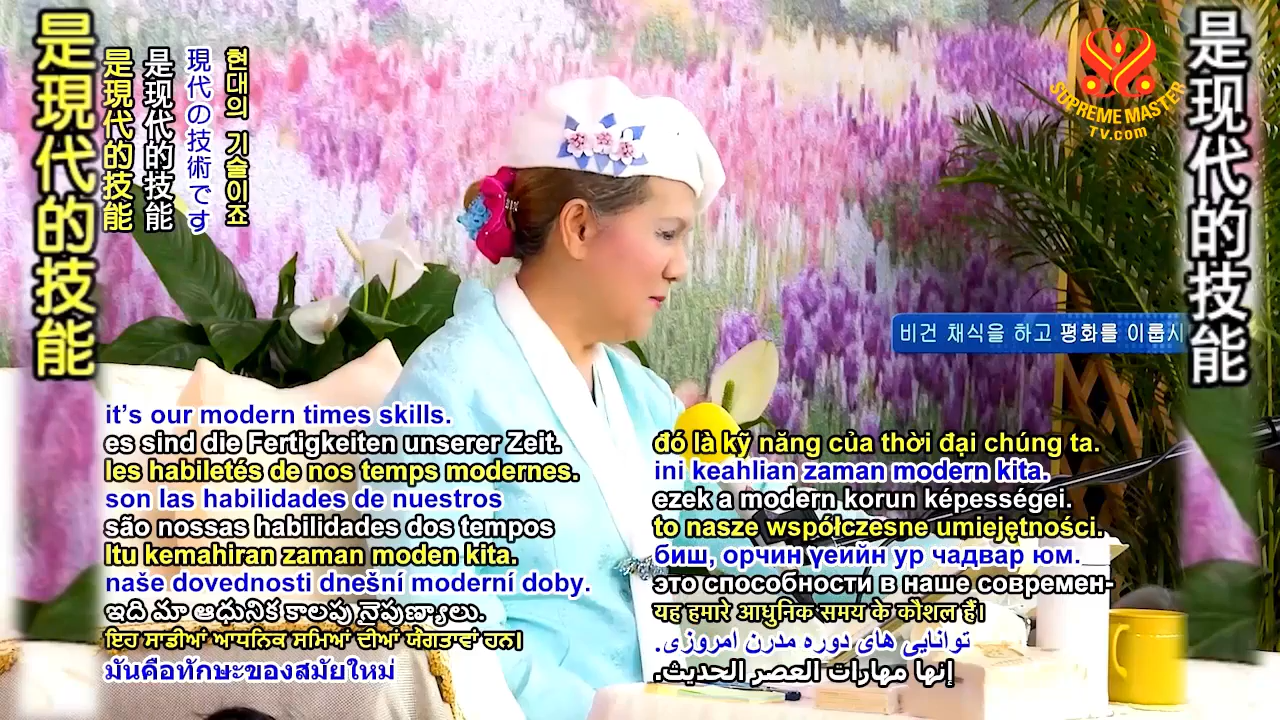 是現代的技能
是現代的技能
是现代的技能
現代の技術です
현대의 기술이죠
SUPREME MASTER
TV.com
是现代的技能
비건 채식을 하고 평화를 이룹시
it's our modern times skills.
es sind die Fertigkeiten unserer Zeit.
les habiletés de nos temps modernes.
son las habilidades de nuestros
são nossas habilidades dos tempos
Itu kemahiran zaman moden kita.
naše dovednosti dnešní moderní doby.
ఇది మా ఆధునిక కాలపు నైపుణ్యాలు.
ਇਹ ਸਾਡੀਆਂ ਆਧਨਿਕ ਸਮਿਆਂ ਦੀਆਂ ਯੋਗਤਾਵਾਂ ਹਨ।
มันคือทักษะของสมัยใหม่
đó là kỹ năng của thời đại chúng ta.
ini keahlian zaman modern kita.
ezek a modern korun képességei.
to nasze współczesne umiejętności.
биш, орчин үеийн ур чадвар юм.
это способности в наше современ-
यह हमारे आधुनिक समय के कौशल हैं।
توانایی های دوره مدرن امروزی.
إنها مهارات العصر الحديث.